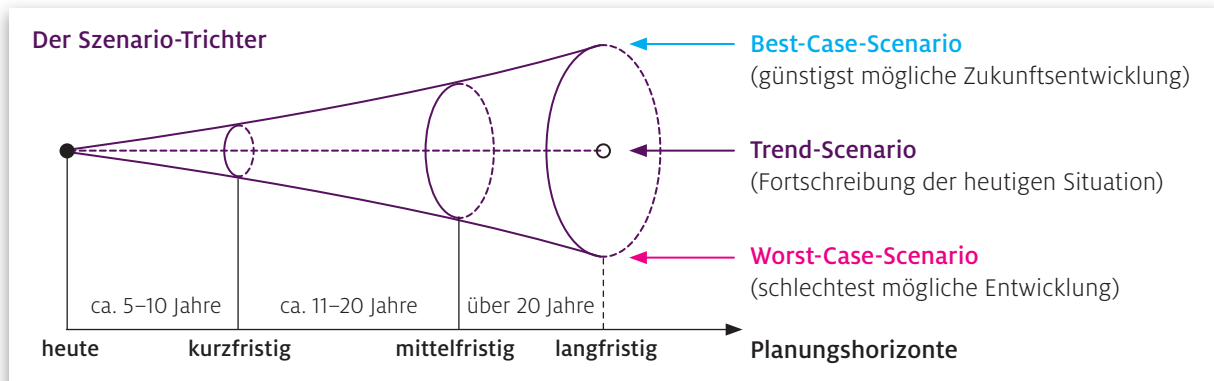 Der Szenario-Trichter
Best-Case-Scenario
(günstigst mögliche Zukunftsentwicklung)
Trend-Scenario
(Fortschreibung der heutigen Situation)
Worst-Case-Scenario
(schlechtest mögliche Entwicklung)
ca. 5–10 Jahre
ca. 11–20 Jahre
über 20 Jahre
heute
kurzfristig
mittelfristig
langfristig
Planungshorizonte